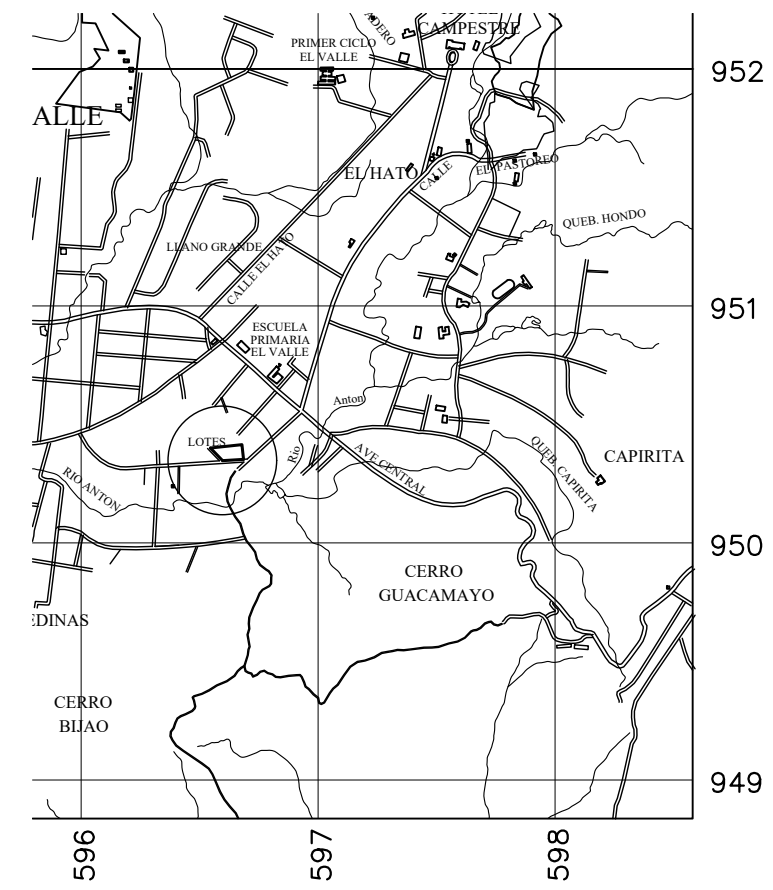 CAMPESTRE
PRIMER CICLO
EL VALLE
952
ALLE
EL HATO
CALLE
EL PASTOREO
QUEB. HONDO
LLANO GRANDE
CALLE EL HATO
951
ESCUELA
PRIMARIA
EL VALLE
Anton
Rio
LOTES
AVE CENTRAL
QUEB. CAPIRITA
CAPIRITA
RIO ANTON
950
CERRO
GUACAMAYO
EDINAS
CERRO
BIJAO
949
596
597
598